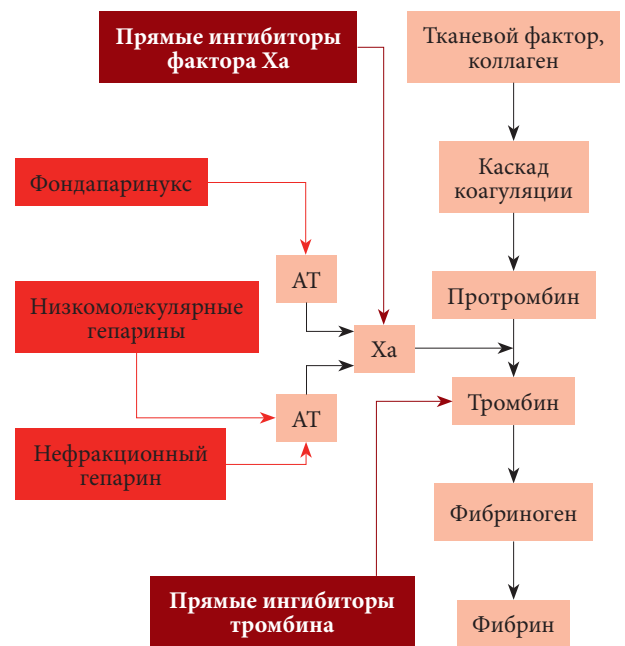 Прямые ингибиторы
фактора Xa
Тканевой фактор,
коллаген
Каскад
коагуляции
Фондапаринукс
АТ
Протромбин
Низкомолекулярные
гепарины
Xa
Тромбин
АТ
Нефракционный
гепарин
Фибриноген
Прямые ингибиторы
тромбина
Фибрин